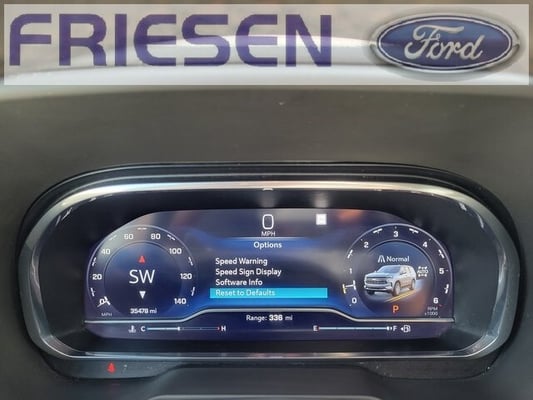 FRIESEN Ford
0
MPH
Options
Speed Warning
Speed Sign Display
Software Info
Reset to Defaults
0 20 40 60 80 100 120 140
SW
35478 mi
MPH
0 1 2 3 4 5 6
Normal
P
RPM
x1000
C H
Range: 336 mi
E F